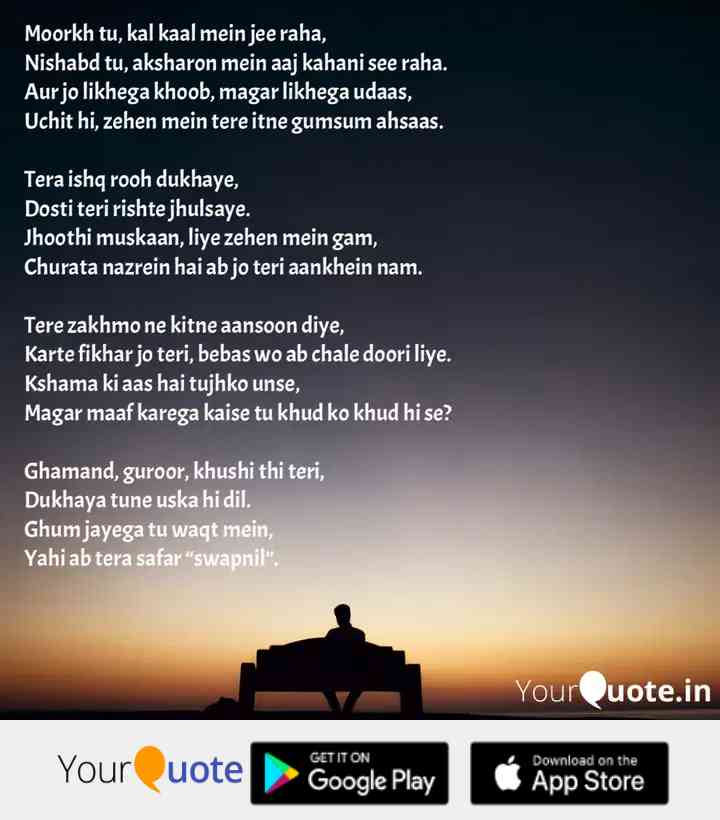 Moorkh tu, kal kaal mein jee raha,
Nishabd tu, aksharon mein aaj kahani see raha.
Aur jo likhega khoob, magar likhega udaas,
Uchit hi, zehen mein tere itne gumsum ahsaas.

Tera ishq rooh dukhaye,
Dosti teri rishte jhulsaye.
Jhoothi muskaan, liye zehen mein gam,
Churata nazrein hai ab jo teri aankhein nam.

Tere zakhmo ne kitne aansoon diye,
Karte fikhar jo teri, bebas wo ab chale doori liye.
Kshama ki aas hai tujhko unse,
Magar maaf karega kaise tu khud ko khud hi se?

Ghamand, guroor, khushi thi teri,
Dukhaya tune uska hi dil.
Ghum jayega tu waqt mein,
Yahi ab tera safar “swapnil”.

YourQuote.in
YourQuote
GET IT ON
Google Play
Download on the
App Store